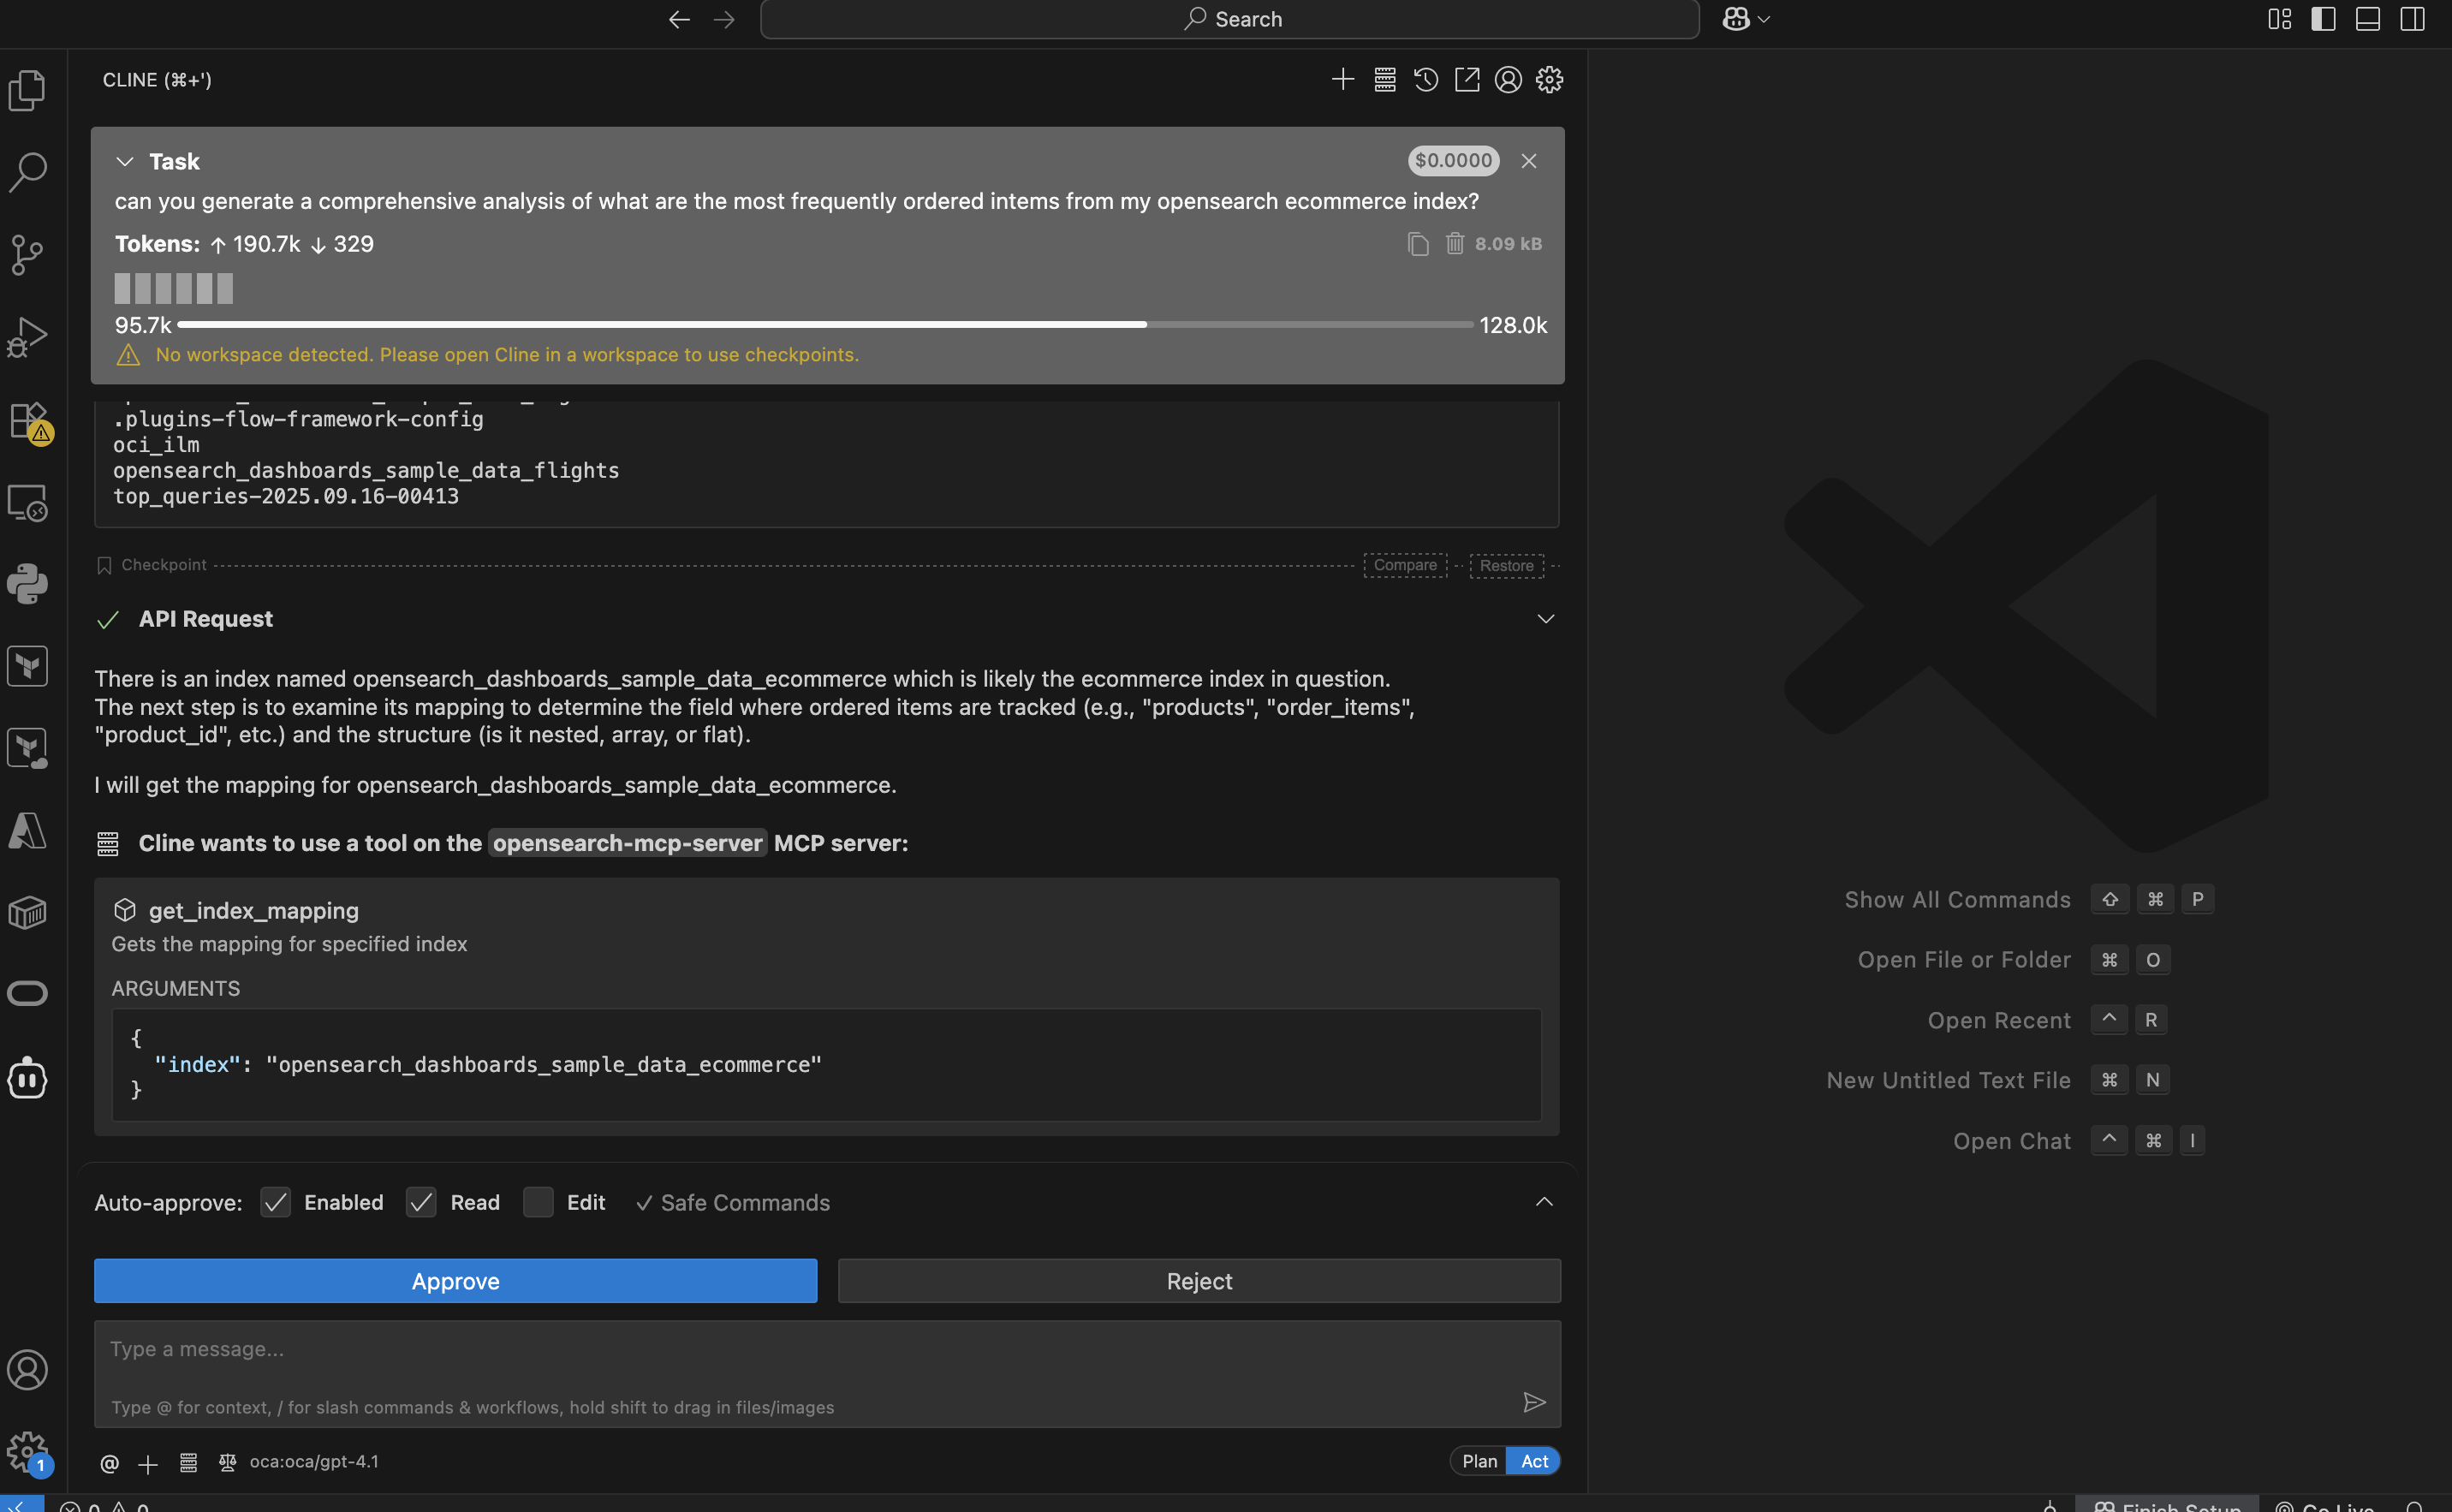 Search
CLINE (⌘+')
Task
$0.0000
can you generate a comprehensive analysis of what are the most frequently ordered intems from my opensearch ecommerce index?
Tokens: ↑ 190.7k ↓ 329
8.09 kB
95.7k
128.0k
No workspace detected. Please open Cline in a workspace to use checkpoints.
.plugins-flow-framework-config
oci_ilm
opensearch_dashboards_sample_data_flights
top_queries-2025.09.16-00413
Checkpoint
Compare
Restore
API Request
There is an index named opensearch_dashboards_sample_data_ecommerce which is likely the ecommerce index in question.
The next step is to examine its mapping to determine the field where ordered items are tracked (e.g., "products", "order_items",
"product_id", etc.) and the structure (is it nested, array, or flat).
I will get the mapping for opensearch_dashboards_sample_data_ecommerce.
Cline wants to use a tool on the opensearch-mcp-server MCP server:
get_index_mapping
Gets the mapping for specified index
ARGUMENTS
{
"index": "opensearch_dashboards_sample_data_ecommerce"
}
Auto-approve: Enabled Read Edit ✓ Safe Commands
Approve
Reject
Type a message...
Type @ for context, / for slash commands & workflows, hold shift to drag in files/images
@ + oca:oca/gpt-4.1
Plan Act
1
Show All Commands ⇧ ⌘ P
Open File or Folder ⌘ O
Open Recent ^ R
New Untitled Text File ⌘ N
Open Chat ^ ⌘ I
0 0
Finish Setup
Go Live